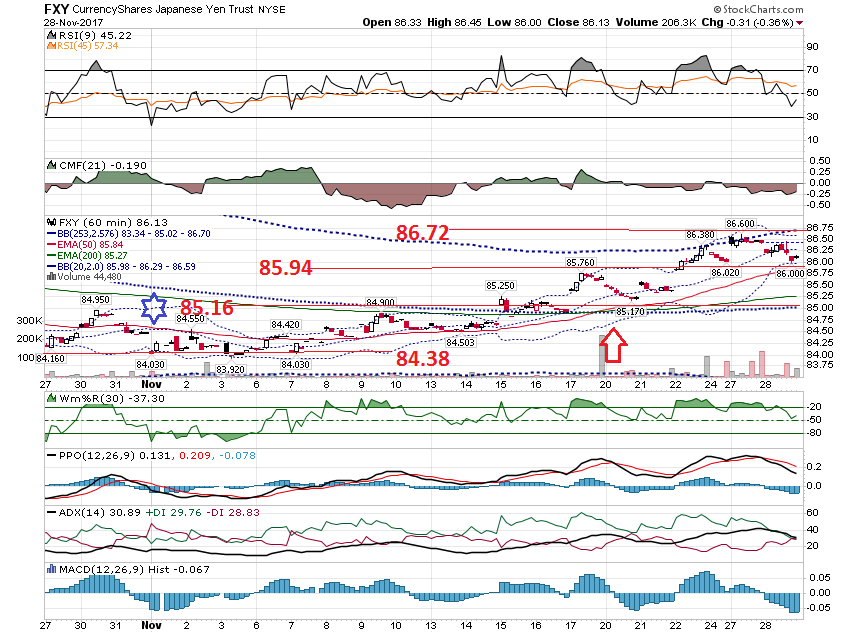 FXY CurrencyShares Japanese Yen Trust NYSE © StockCharts.com
28-Nov-2017 Open 86.33 High 86.45 Low 86.00 Close 86.13 Volume 206.3K Chg -0.31 (-0.36%)
RSI(9) 45.22
RSI(45) 57.34
90
70
50
30
10
CMF(21) -0.190
0.50
0.25
0.00
-0.25
-0.50
FXY (60 min) 86.13
BB(253,2.576) 83.34 - 85.02 - 86.70
EMA(50) 85.84
EMA(200) 85.27
BB(20,2.0) 85.98 - 86.29 - 86.59
Volume 44,480
86.72
85.94
85.16
84.38
86.600
86.380
86.020
86.000
85.760
85.250
85.170
84.950
84.900
84.550
84.420
84.503
84.160
84.030
83.920
84.030
300K
200K
100K
86.75
86.50
86.25
86.00
85.75
85.50
85.25
85.00
84.75
84.50
84.25
84.00
83.75
27 30 31 Nov 2 3 6 7 8 9 10 13 14 15 16 17 20 21 22 24 27 28
Wm%R(30) -37.30
-20
-50
-80
PPO(12,26,9) 0.131, 0.209, -0.078
0.2
0.0
ADX(14) 30.89 +DI 29.76 -DI 28.83
60
40
20
MACD(12,26,9) Hist -0.067
0.05
0.00
-0.05
27 30 31 Nov 2 3 6 7 8 9 10 13 14 15 16 17 20 21 22 24 27 28